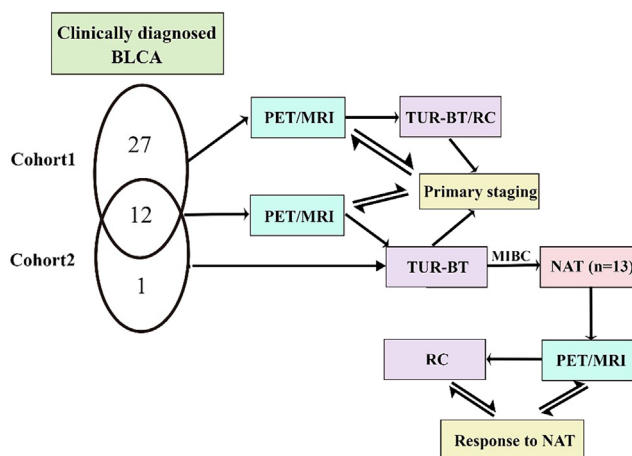 Clinically diagnosed
BLCA
PET/MRI
TUR-BT/RC
27
Cohort1
Primary staging
12
PET/MRI
Cohort2
1
TUR-BT
MIBC
NAT (n=13)
RC
PET/MRI
Response to NAT